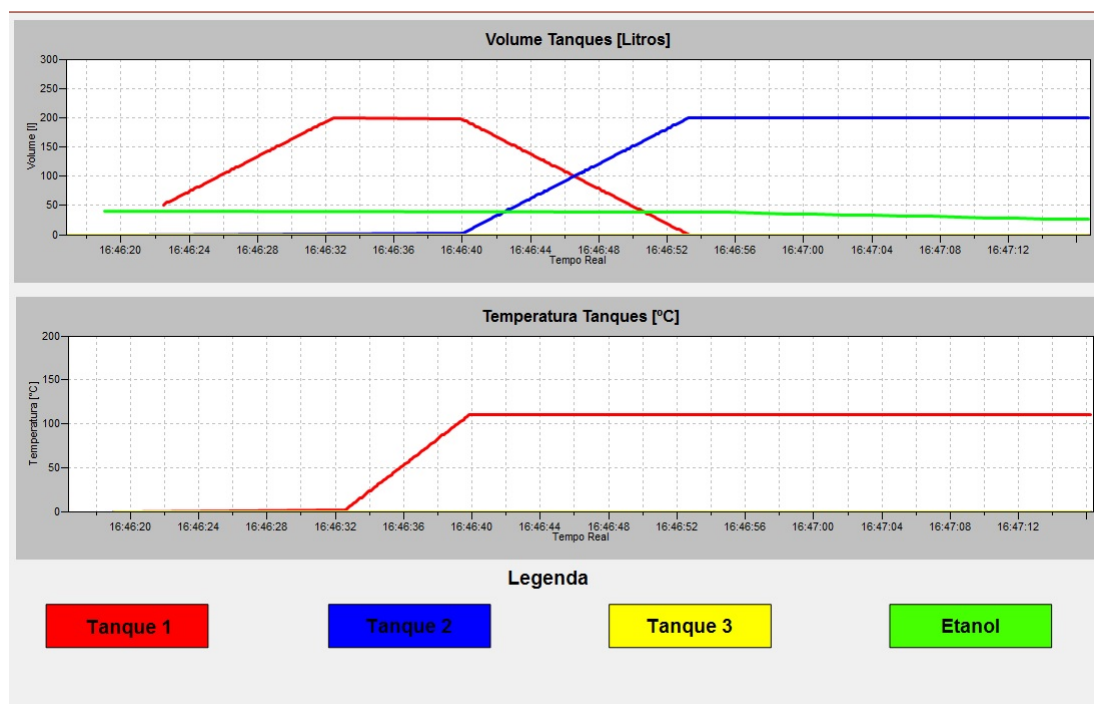 Volume Tanques [Litros]
300
250
200
150
100
50
0
Volume [l]
16:46:20 16:46:24 16:46:28 16:46:32 16:46:36 16:46:40 16:46:44 16:46:48 16:46:52 16:46:56 16:47:00 16:47:04 16:47:08 16:47:12
Tempo Real
Temperatura Tanques [ºC]
200
150
100
50
0
Temperatura [ºC]
16:46:20 16:46:24 16:46:28 16:46:32 16:46:36 16:46:40 16:46:44 16:46:48 16:46:52 16:46:56 16:47:00 16:47:04 16:47:08 16:47:12
Tempo Real
Legenda
Tanque 1 Tanque 2 Tanque 3 Etanol